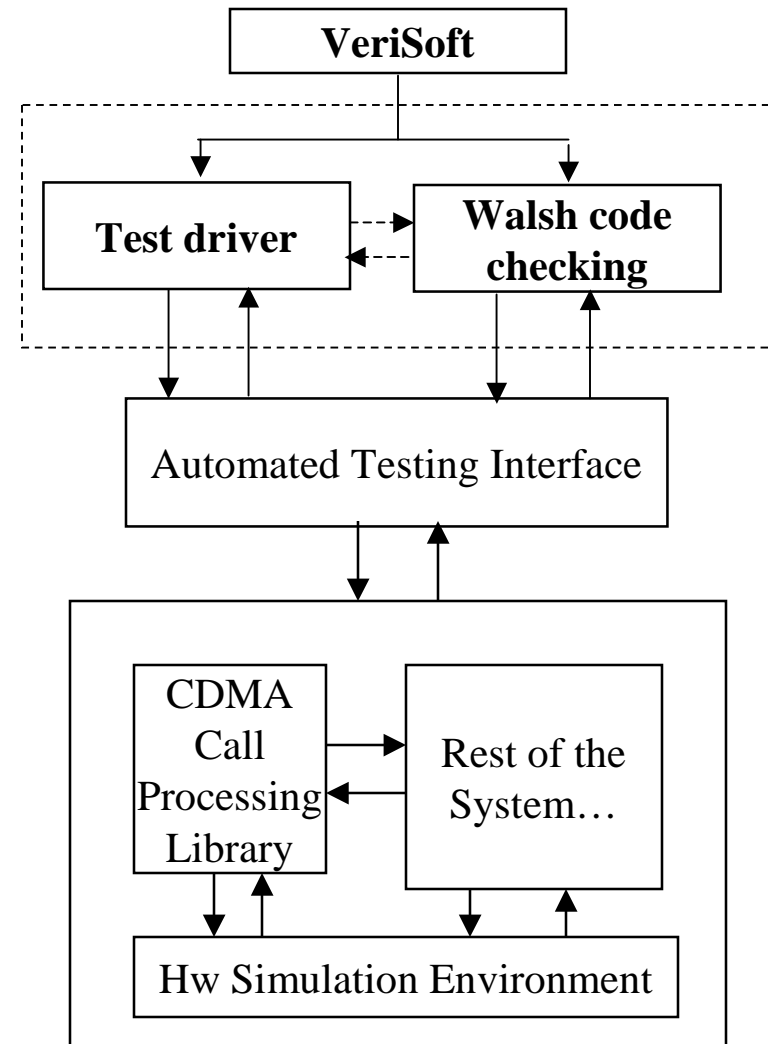 VeriSoft
Test driver
Walsh code
checking
Automated Testing Interface
CDMA
Call
Processing
Library
Rest of the
System…
Hw Simulation Environment